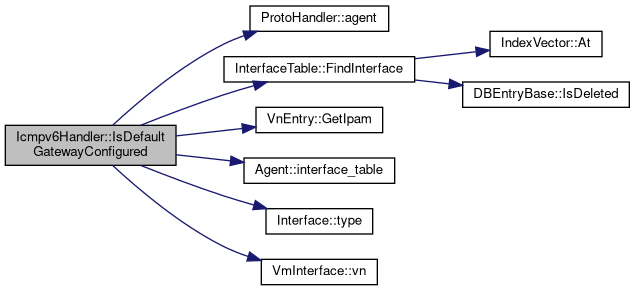 ProtoHandler::agent
IndexVector::At
InterfaceTable::FindInterface
DBEntryBase::IsDeleted
VnEntry::GetIpam
Icmpv6Handler::IsDefault
GatewayConfigured
Agent::interface_table
Interface::type
VmInterface::vn